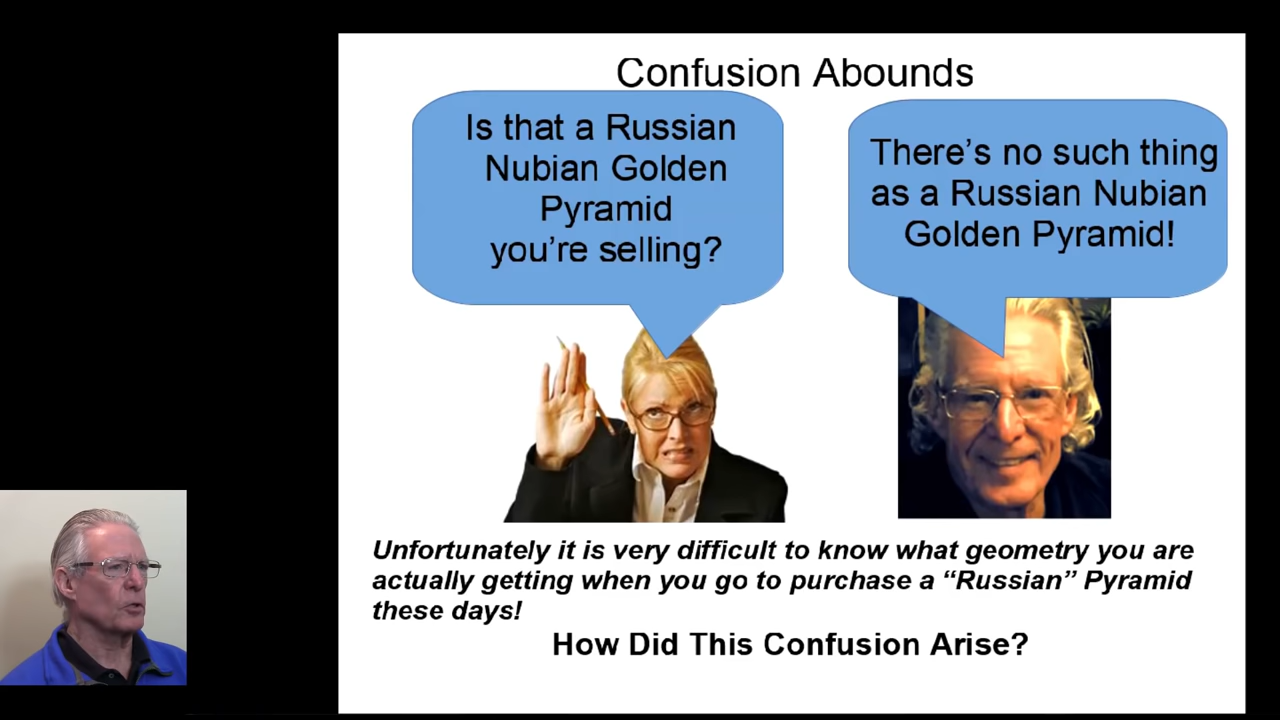 Confusion Abounds
Is that a Russian
Nubian Golden
Pyramid
you’re selling?
There’s no such thing
as a Russian Nubian
Golden Pyramid!
Unfortunately it is very difficult to know what geometry you are
actually getting when you go to purchase a “Russian” Pyramid
these days!
How Did This Confusion Arise?